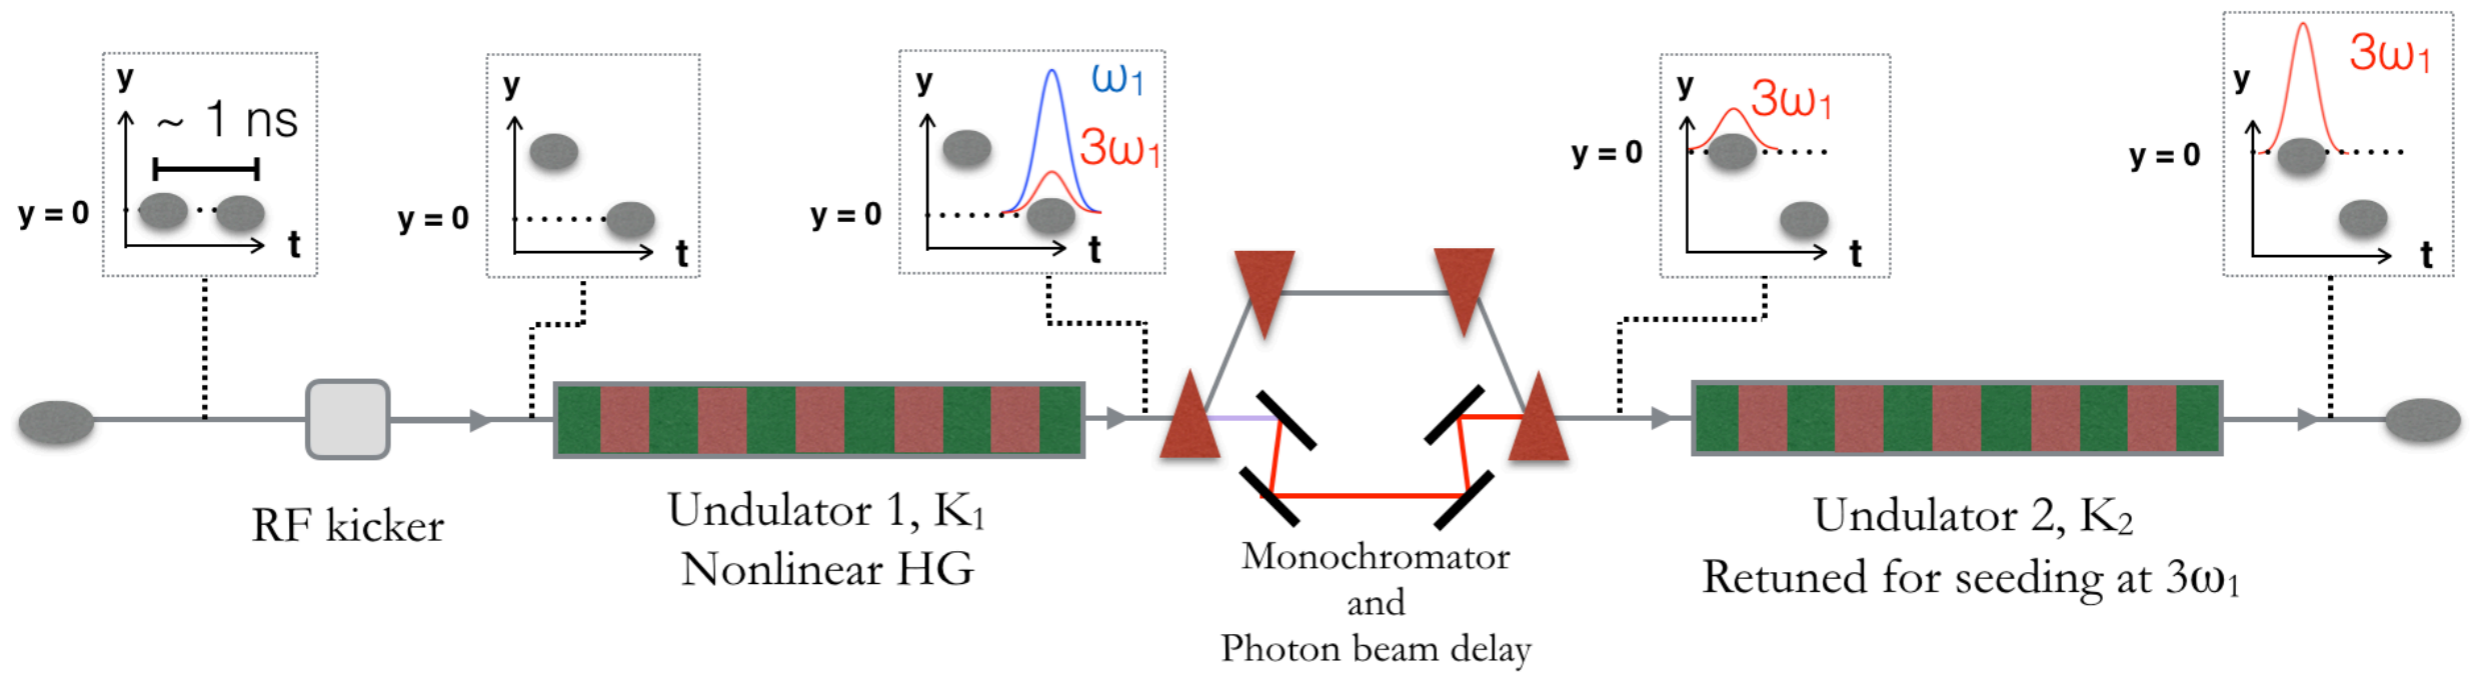 y
~ 1 ns
y = 0
t
y
y = 0
t
y
ω1
3ω1
y = 0
t
y
3ω1
y = 0
t
y
3ω1
y = 0
t
RF kicker
Undulator 1, K1
Nonlinear HG
Monochromator
and
Photon beam delay
Undulator 2, K2
Retuned for seeding at 3ω1